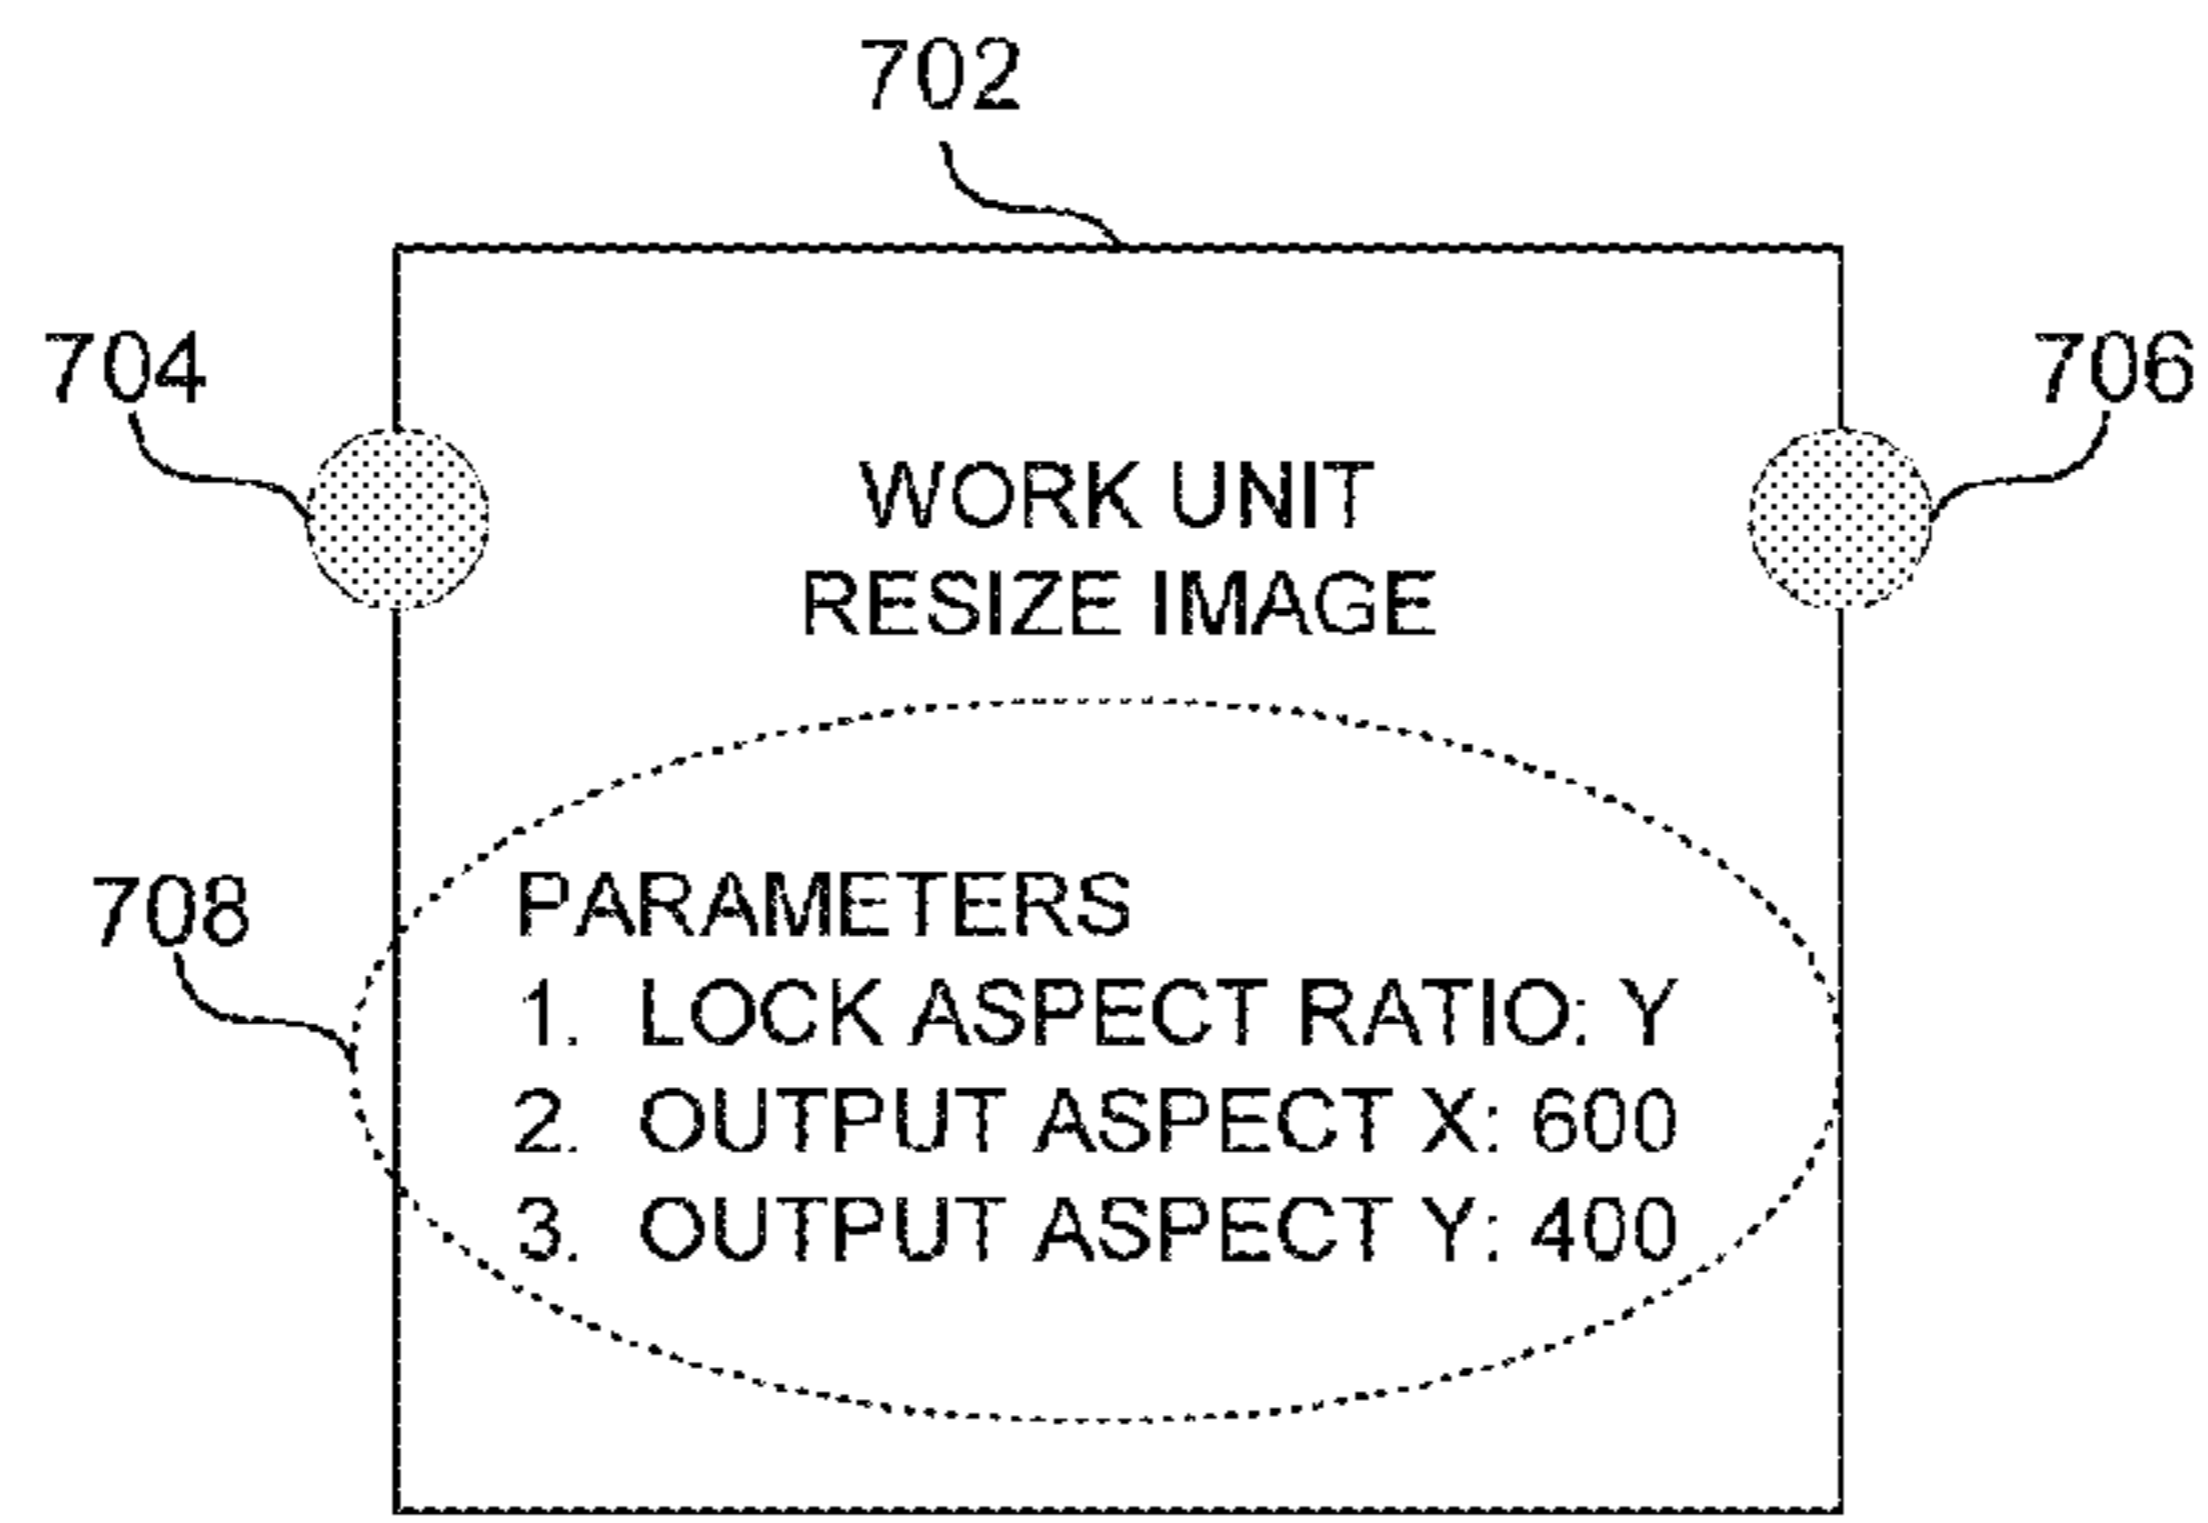 702
704
706
WORK UNIT
RESIZE IMAGE
708
PARAMETERS
1. LOCK ASPECT RATIO: Y
2. OUTPUT ASPECT X: 600
3. OUTPUT ASPECT Y: 400